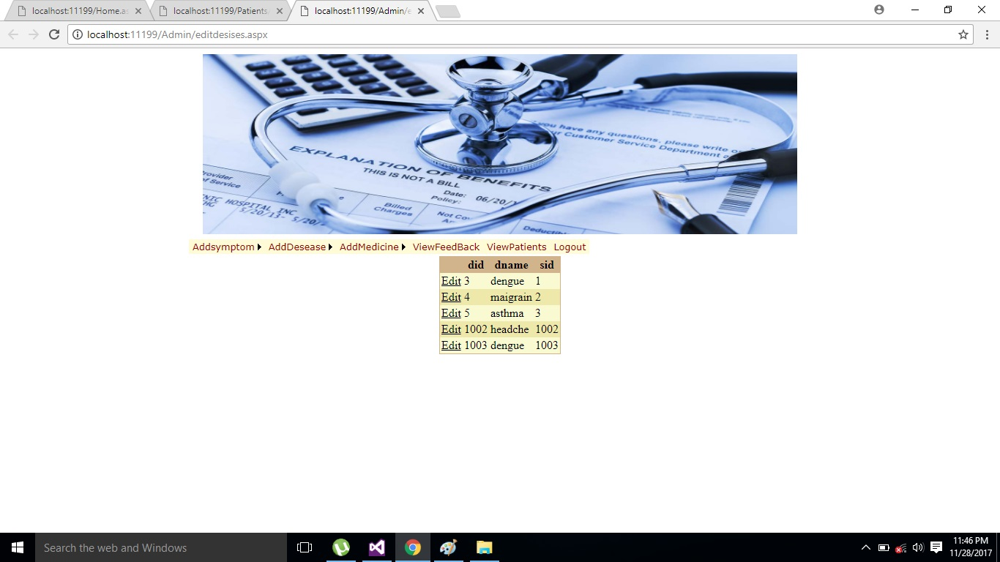 localhost:11199/Home.as
localhost:11199/Patients
localhost:11199/Admin/e
localhost:11199/Admin/editdesises.aspx
you have any questions, please write o
ur Customer Service Department a
EXPLANATION OF BENEFITS
THIS IS NOT A BILL
Date: 06/20/1
Policy:
rovider
of Service
NIC HOSPITAL INC
5/20/13- 5/20/
Billed
Charges
Not Co
Deductib
Addsymptom AddDesease AddMedicine ViewFeedBack ViewPatients Logout
did dname sid
Edit 3 dengue 1
Edit 4 maigrain 2
Edit 5 asthma 3
Edit 1002 headche 1002
Edit 1003 dengue 1003
Search the web and Windows
11:46 PM
11/28/2017